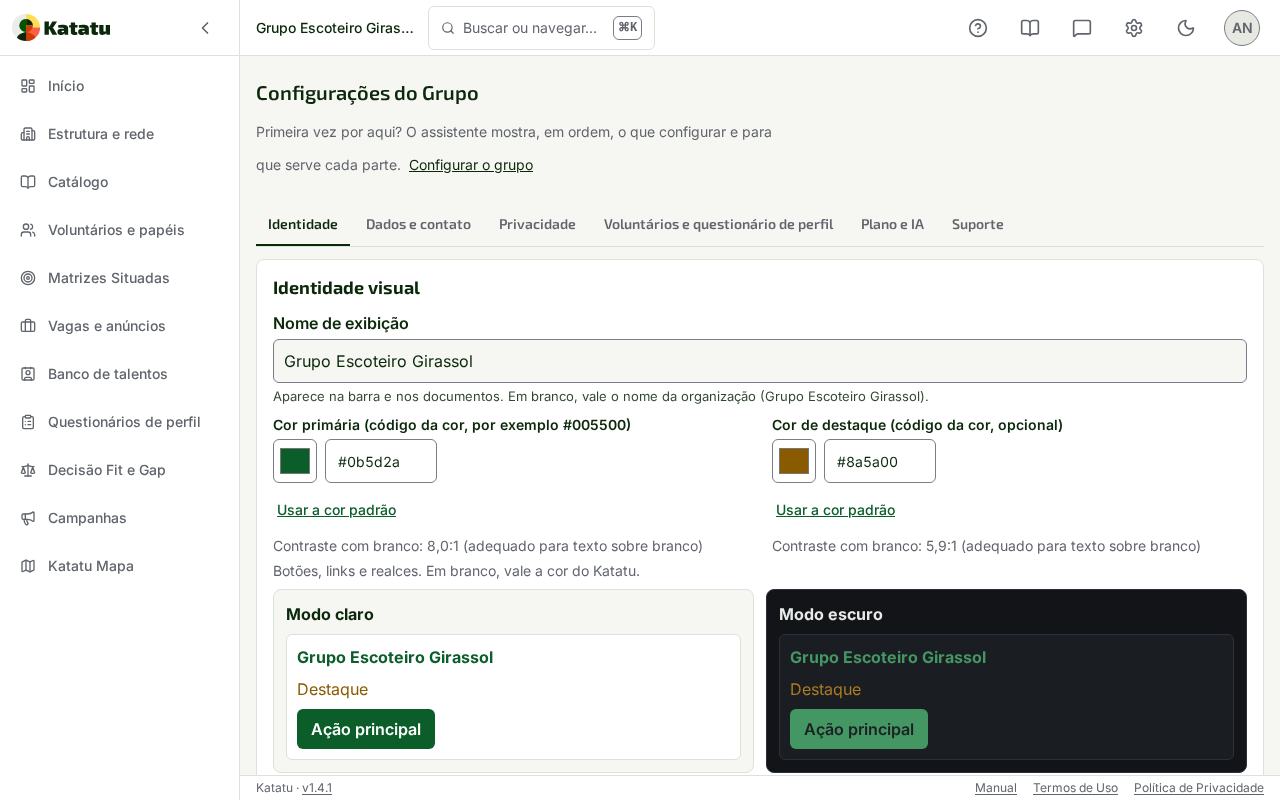 Katatu
Grupo Escoteiro Giras...
Buscar ou navegar...
⌘K
AN
Início
Estrutura e rede
Catálogo
Voluntários e papéis
Matrizes Situadas
Vagas e anúncios
Banco de talentos
Questionários de perfil
Decisão Fit e Gap
Campanhas
Katatu Mapa
Configurações do Grupo
Primeira vez por aqui? O assistente mostra, em ordem, o que configurar e para
que serve cada parte. Configurar o grupo
Identidade
Dados e contato
Privacidade
Voluntários e questionário de perfil
Plano e IA
Suporte
Identidade visual
Nome de exibição
Grupo Escoteiro Girassol
Aparece na barra e nos documentos. Em branco, vale o nome da organização (Grupo Escoteiro Girassol).
Cor primária (código da cor, por exemplo #005500)
#0b5d2a
Usar a cor padrão
Contraste com branco: 8,0:1 (adequado para texto sobre branco)
Botões, links e realces. Em branco, vale a cor do Katatu.
Cor de destaque (código da cor, opcional)
#8a5a00
Usar a cor padrão
Contraste com branco: 5,9:1 (adequado para texto sobre branco)
Modo claro
Grupo Escoteiro Girassol
Destaque
Ação principal
Modo escuro
Grupo Escoteiro Girassol
Destaque
Ação principal
Katatu · v1.4.1
Manual
Termos de Uso
Política de Privacidade